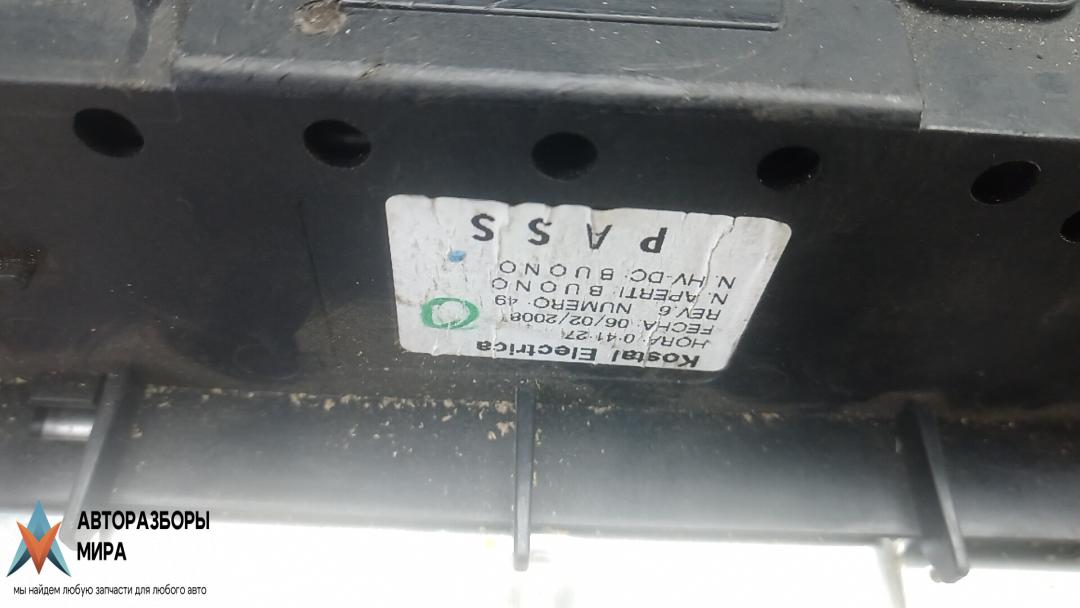 Kostal Electrica
HORA: 0:41:27
FECHA: 06/02/2008
REV.6 NUMERO: 49
N. APERTI: BUONO
N. HV-DC: BUONO
PASS
АВТОРАЗБОРЫ
МИРА
мы найдем любую запчасти для любого авто